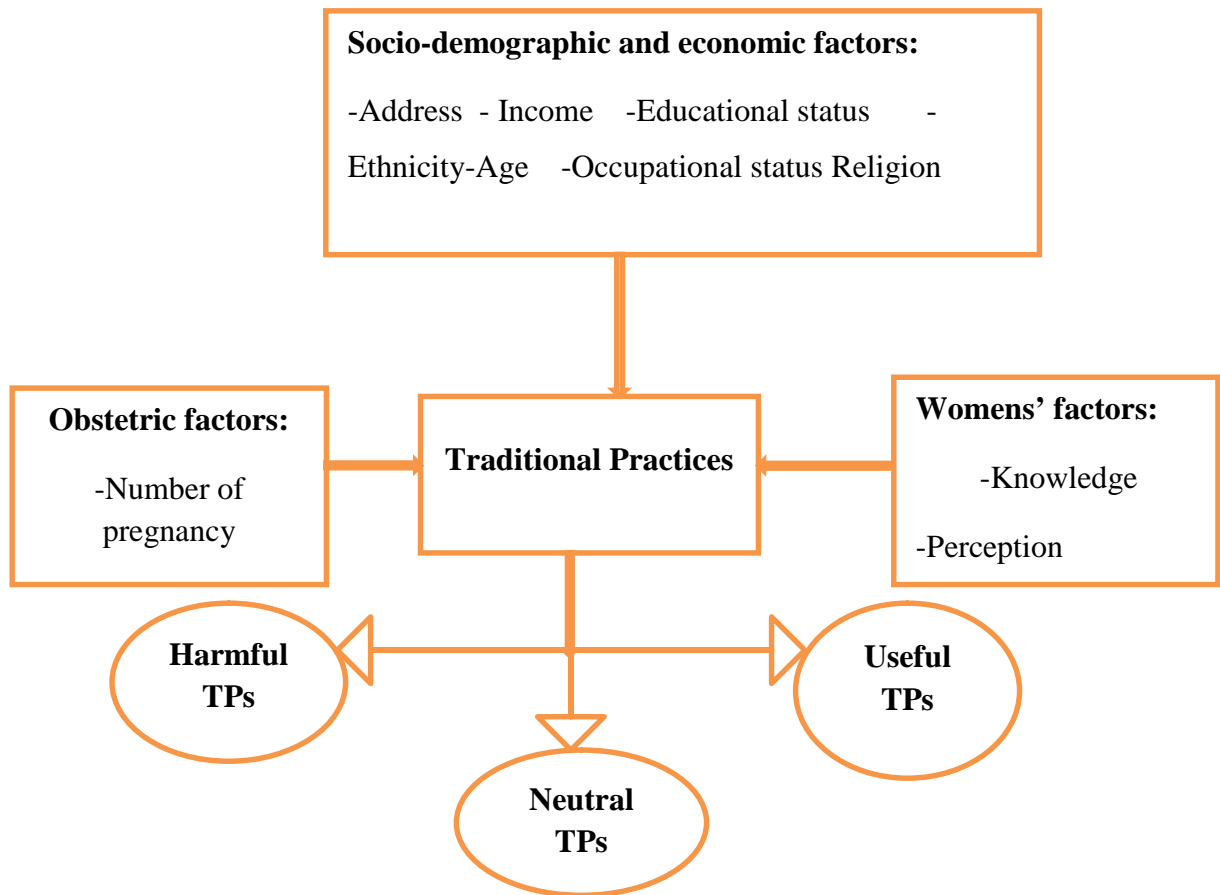 Socio-demographic and economic factors:
-Address - Income -Educational status -
Ethnicity-Age -Occupational status Religion
Obstetric factors:
-Number of
pregnancy
Traditional Practices
Womens’ factors:
-Knowledge
-Perception
Harmful
TPs
Useful
TPs
Neutral
TPs